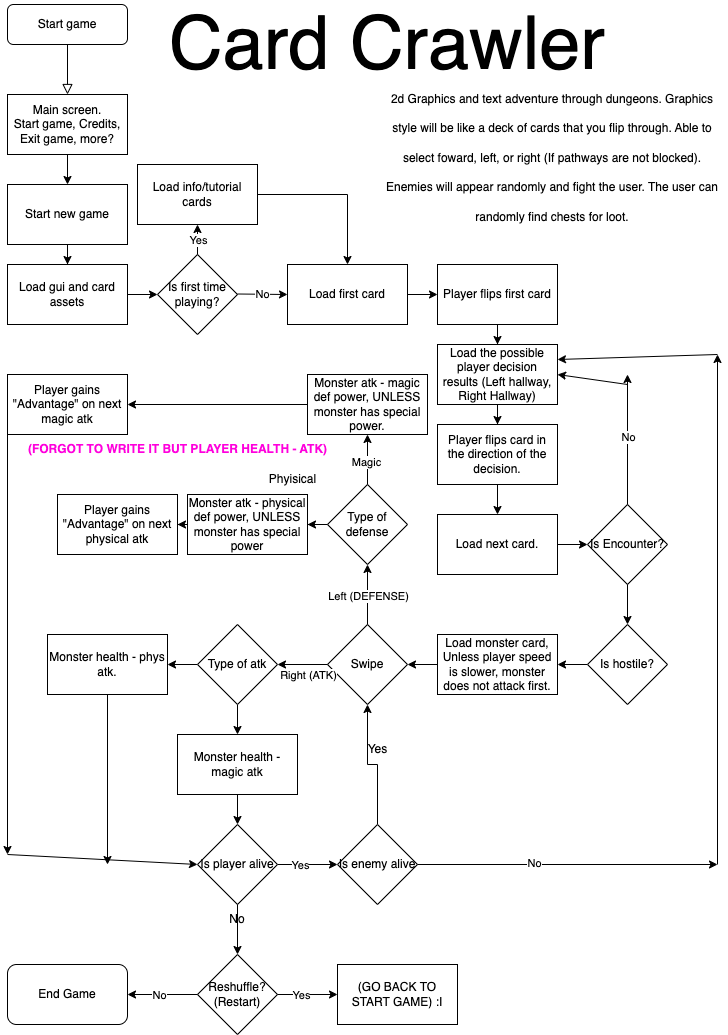 Start game
Card Crawler
2d Graphics and text adventure through dungeons. Graphics
style will be like a deck of cards that you flip through. Able to
select foward, left, or right (If pathways are not blocked).
Enemies will appear randomly and fight the user. The user can
randomly find chests for loot.
Main screen.
Start game, Credits,
Exit game, more?
Start new game
Load info/tutorial
cards
Yes
Load gui and card
assets
Is first time
playing?
No
Load first card
Player flips first card
Load the possible
player decision
results (Left hallway,
Right Hallway)
Player gains
"Advantage" on next
magic atk
Monster atk - magic
def power, UNLESS
monster has special
power.
(FORGOT TO WRITE IT BUT PLAYER HEALTH - ATK)
Player flips card in
the direction of the
decision.
No
Magic
Phyisical
Player gains
"Advantage" on next
physical atk
Monster atk - physical
def power, UNLESS
monster has special
power
Type of
defense
Load next card.
Is Encounter?
Left (DEFENSE)
Monster health - phys
atk.
Type of atk
Right (ATK)
Swipe
Load monster card,
Unless player speed
is slower, monster
does not attack first.
Is hostile?
Monster health -
magic atk
Yes
Is player alive
Yes
Is enemy alive
No
No
End Game
No
Reshuffle?
(Restart)
Yes
(GO BACK TO
START GAME) :I